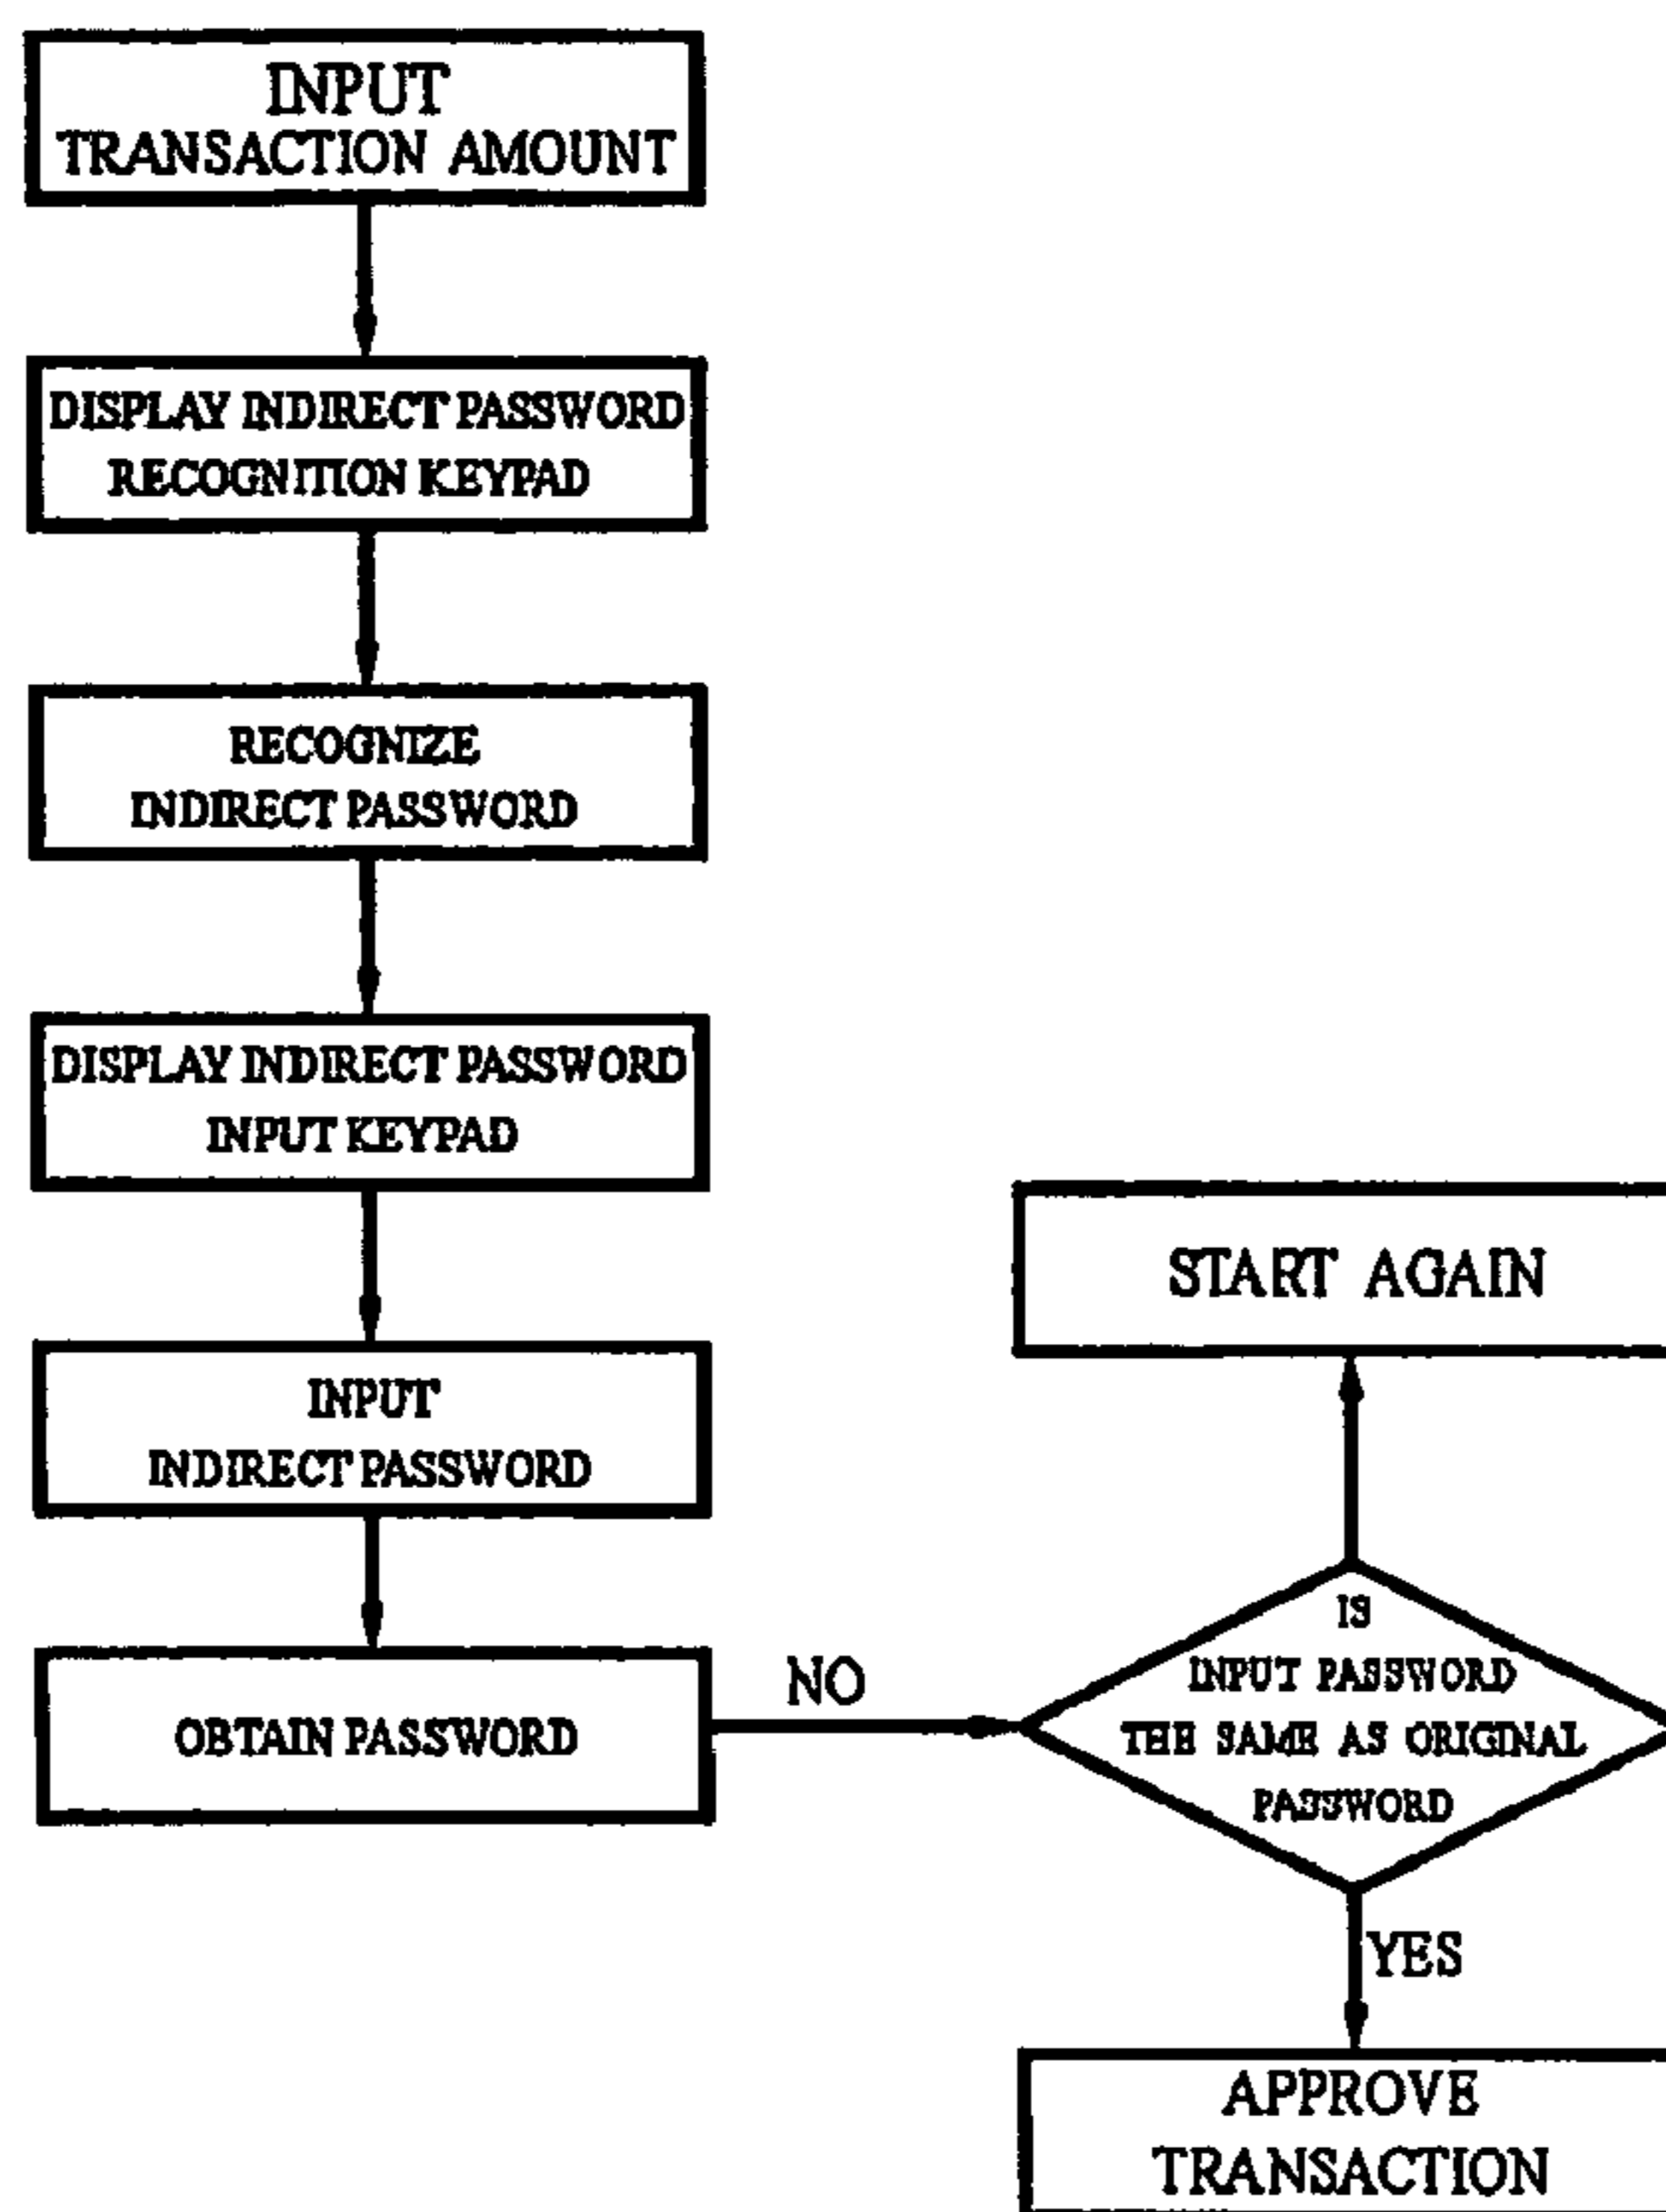 INPUT
TRANSACTION AMOUNT
DISPLAY INDIRECT PASSWORD
RECOGNITION KEYPAD
RECOGNIZE
INDIRECT PASSWORD
DISPLAY INDIRECT PASSWORD
INPUT KEYPAD
INPUT
INDIRECT PASSWORD
OBTAIN PASSWORD
NO
START AGAIN
IS
INPUT PASSWORD
THE SAME AS ORIGINAL
PASSWORD
YES
APPROVE
TRANSACTION